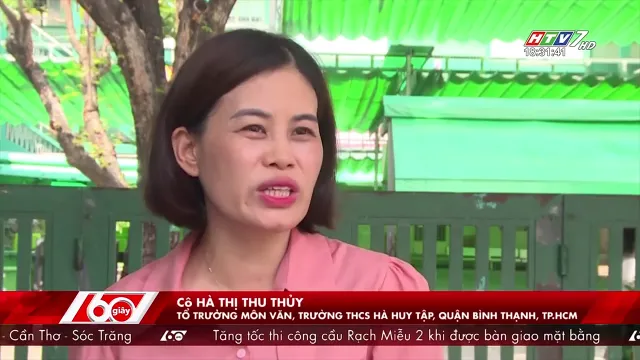 HTV7 HD
18:31:41
Cô HÀ THỊ THU THỦY
TỔ TRƯỞNG MÔN VĂN, TRƯỜNG THCS HÀ HUY TẬP, QUẬN BÌNH THẠNH, TP.HCM
60 giây
- Cần Thơ - Sóc Trăng
60 giây
Tăng tốc thi công cầu Rạch Miễu 2 khi được bàn giao mặt bằng